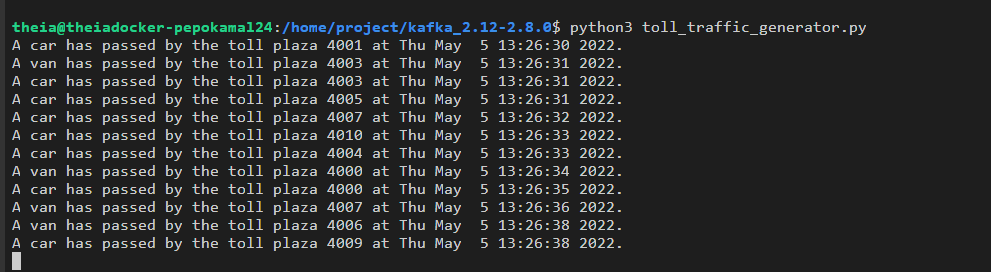 theia@theiadocker-pepokamal24:/home/project/kafka_2.12-2.8.0$ python3 toll_traffic_generator.py
A car has passed by the toll plaza 4001 at Thu May  5 13:26:30 2022.
A van has passed by the toll plaza 4003 at Thu May  5 13:26:31 2022.
A car has passed by the toll plaza 4003 at Thu May  5 13:26:31 2022.
A car has passed by the toll plaza 4005 at Thu May  5 13:26:31 2022.
A car has passed by the toll plaza 4007 at Thu May  5 13:26:32 2022.
A car has passed by the toll plaza 4010 at Thu May  5 13:26:33 2022.
A car has passed by the toll plaza 4004 at Thu May  5 13:26:33 2022.
A van has passed by the toll plaza 4000 at Thu May  5 13:26:34 2022.
A car has passed by the toll plaza 4000 at Thu May  5 13:26:35 2022.
A van has passed by the toll plaza 4007 at Thu May  5 13:26:36 2022.
A van has passed by the toll plaza 4006 at Thu May  5 13:26:38 2022.
A car has passed by the toll plaza 4009 at Thu May  5 13:26:38 2022.